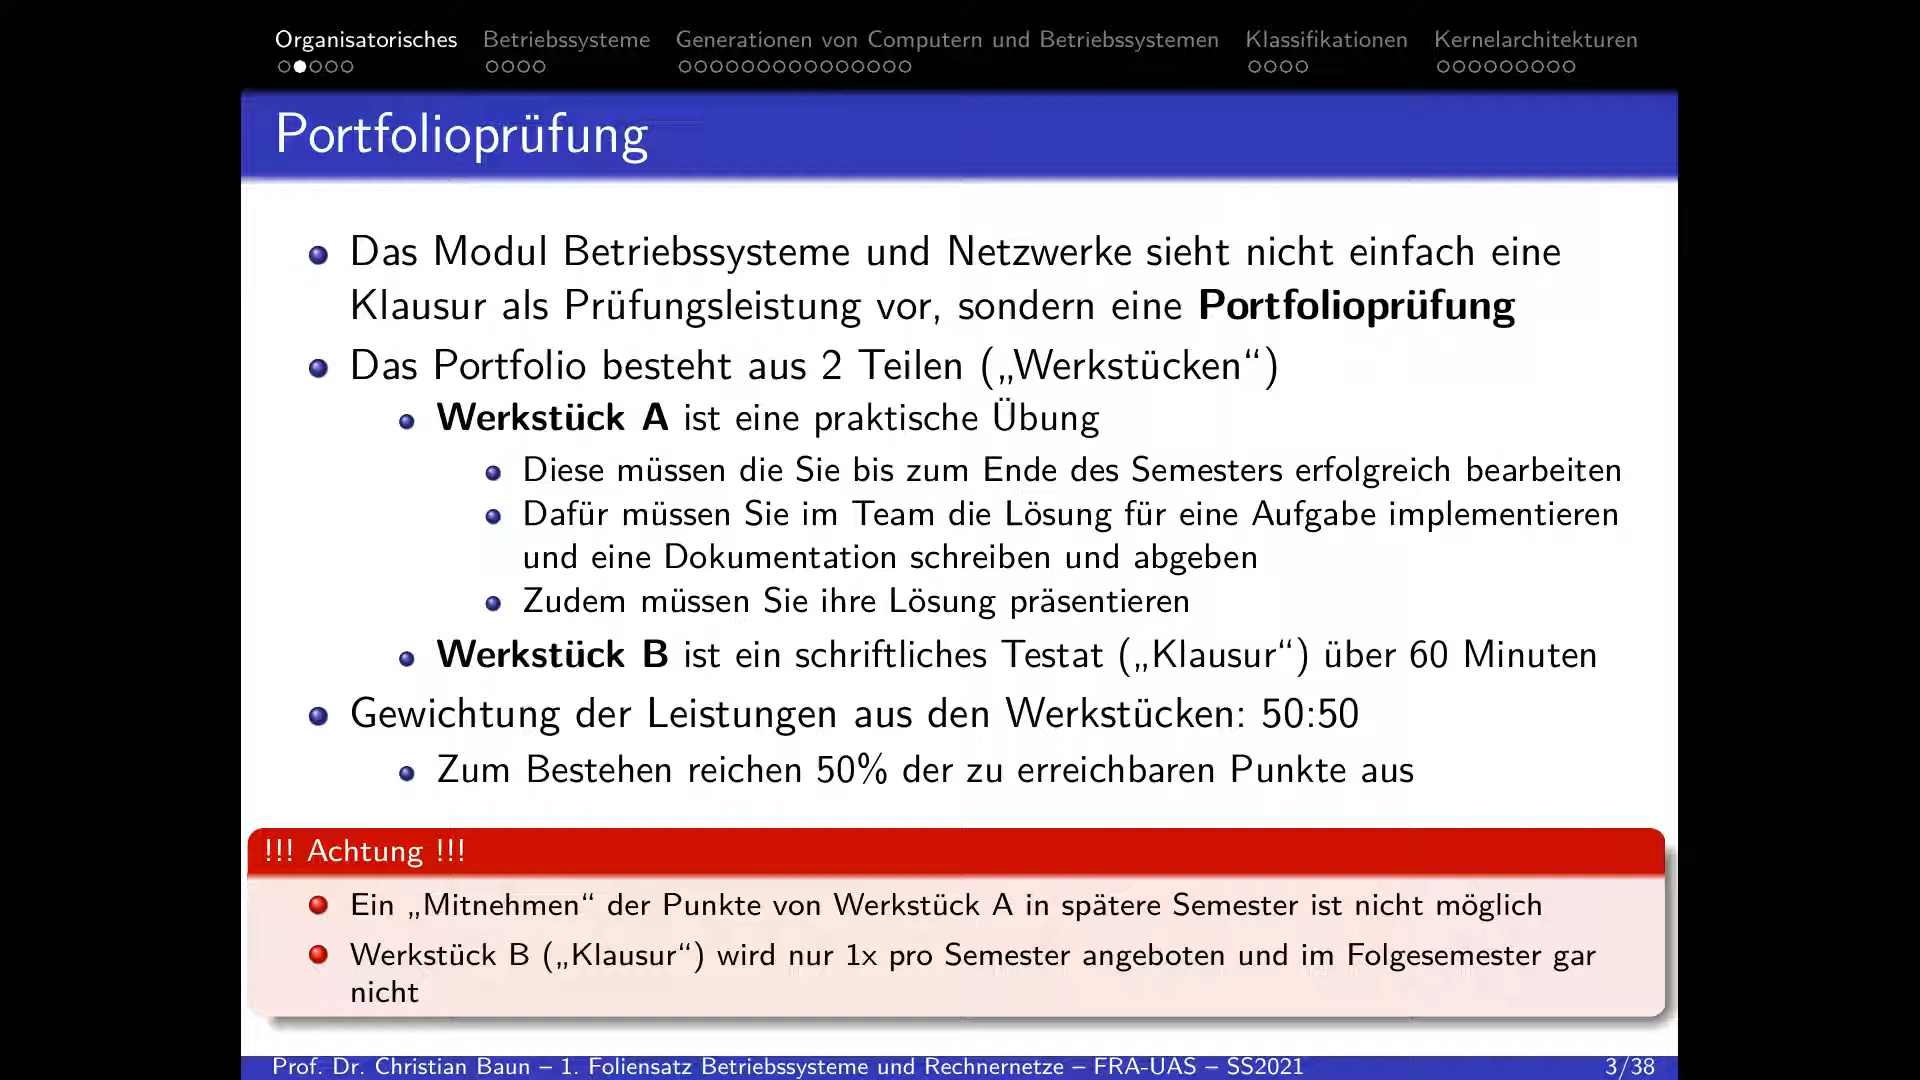 Organisatorisches Betriebssysteme Generationen von Computern und Betriebssystemen Klassifikationen Kernelarchitekturen
Portfolioprüfung
Das Modul Betriebssysteme und Netzwerke sieht nicht einfach eine
Klausur als Prüfungsleistung vor, sondern eine Portfolioprüfung
Das Portfolio besteht aus 2 Teilen („Werkstücken“)
Werkstück A ist eine praktische Übung
Diese müssen die Sie bis zum Ende des Semesters erfolgreich bearbeiten
Dafür müssen Sie im Team die Lösung für eine Aufgabe implementieren
und eine Dokumentation schreiben und abgeben
Zudem müssen Sie ihre Lösung präsentieren
Werkstück B ist ein schriftliches Testat („Klausur“) über 60 Minuten
Gewichtung der Leistungen aus den Werkstücken: 50:50
Zum Bestehen reichen 50% der zu erreichbaren Punkte aus
!!! Achtung !!!
Ein „Mitnehmen“ der Punkte von Werkstück A in spätere Semester ist nicht möglich
Werkstück B („Klausur“) wird nur 1x pro Semester angeboten und im Folgesemester gar
nicht
Prof. Dr. Christian Baun – 1. Foliensatz Betriebssysteme und Rechnernetze – FRA-UAS – SS2021 3/38